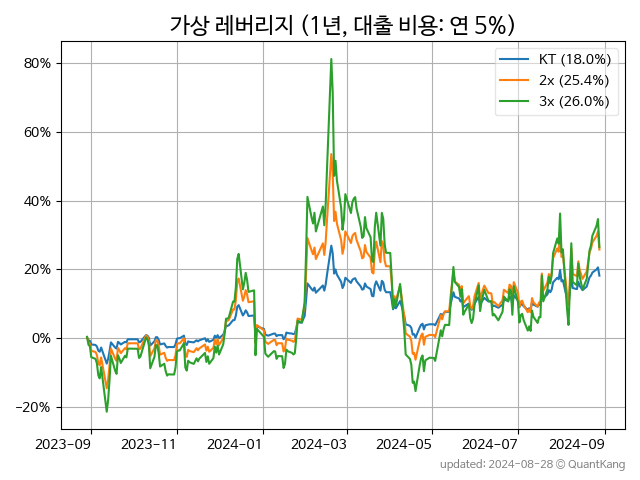 가상 레버리지 (1년, 대출 비용: 연 5%)
KT (18.0%)
2x (25.4%)
3x (26.0%)
80%
60%
40%
20%
0%
−20%
2023-09 2023-11 2024-01 2024-03 2024-05 2024-07 2024-09
updated: 2024-08-28 © QuantKang